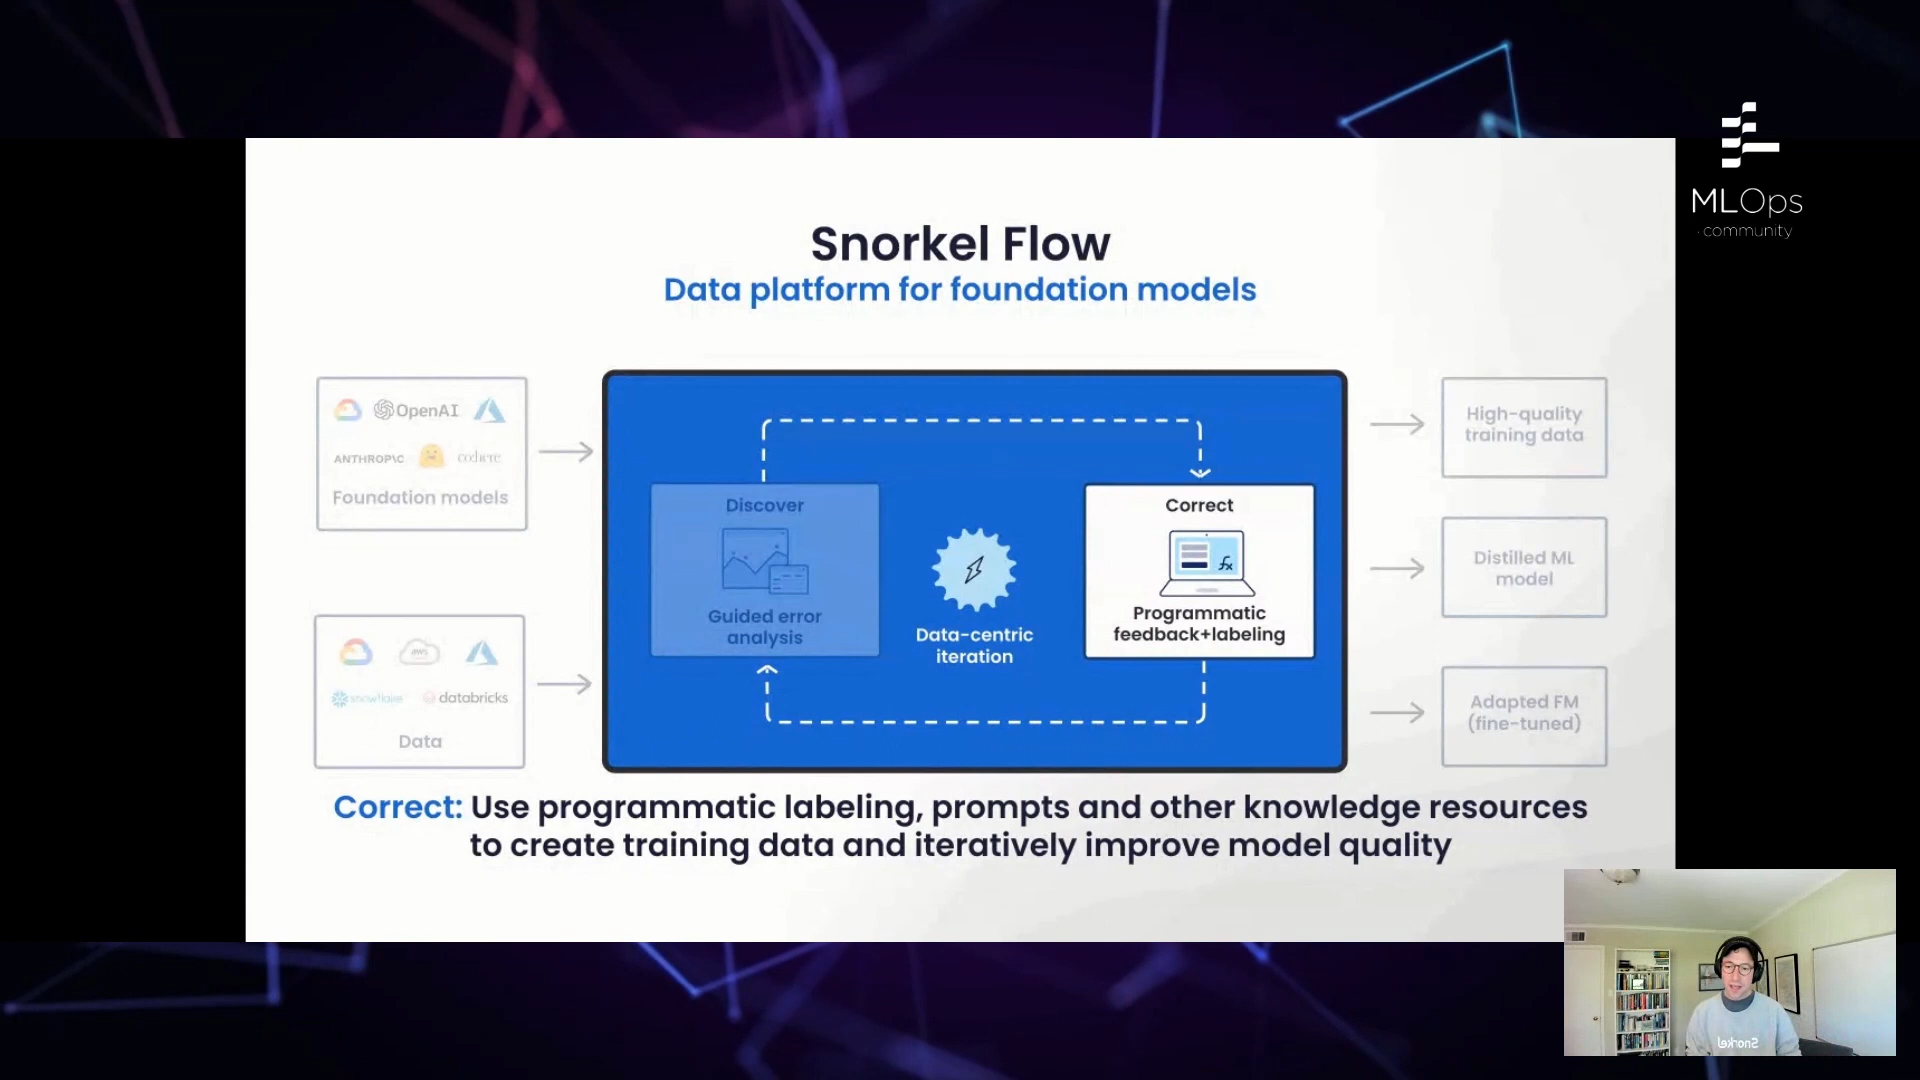 MLOps
community
Snorkel Flow
Data platform for foundation models
OpenAI
ANTHROP\C
cohere
Foundation models
aws
snowflake
databricks
Data
Discover
Guided error
analysis
Data-centric
iteration
Correct
fx
Programmatic
feedback+labeling
High-quality
training data
Distilled ML
model
Adapted FM
(fine-tuned)
Correct: Use programmatic labeling, prompts and other knowledge resources
to create training data and iteratively improve model quality
Snorkel